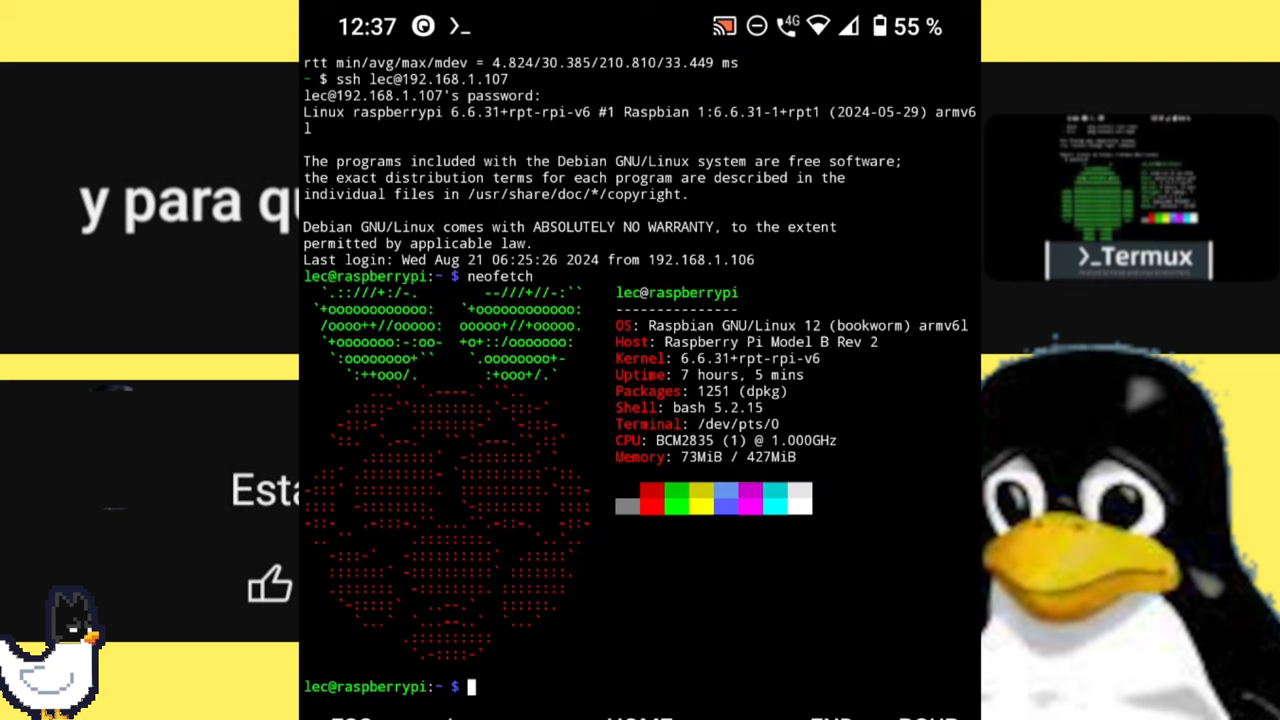 12:37
4G
55 %
rtt min/avg/max/mdev = 4.824/30.385/210.810/33.449 ms
~ $ ssh lec@192.168.1.107
lec@192.168.1.107's password:
Linux raspberrypi 6.6.31+rpt-rpi-v6 #1 Raspbian 1:6.6.31-1+rpt1 (2024-05-29) armv6
l
The programs included with the Debian GNU/Linux system are free software;
the exact distribution terms for each program are described in the
individual files in /usr/share/doc/*/copyright.
Debian GNU/Linux comes with ABSOLUTELY NO WARRANTY, to the extent
permitted by applicable law.
Last login: Wed Aug 21 06:25:26 2024 from 192.168.1.106
lec@raspberrypi:~ $ neofetch
lec@raspberrypi
---------------
OS: Raspbian GNU/Linux 12 (bookworm) armv6l
Host: Raspberry Pi Model B Rev 2
Kernel: 6.6.31+rpt-rpi-v6
Uptime: 7 hours, 5 mins
Packages: 1251 (dpkg)
Shell: bash 5.2.15
Terminal: /dev/pts/0
CPU: BCM2835 (1) @ 1.000GHz
Memory: 73MiB / 427MiB
lec@raspberrypi:~ $
y para qu
Esta
>_Termux